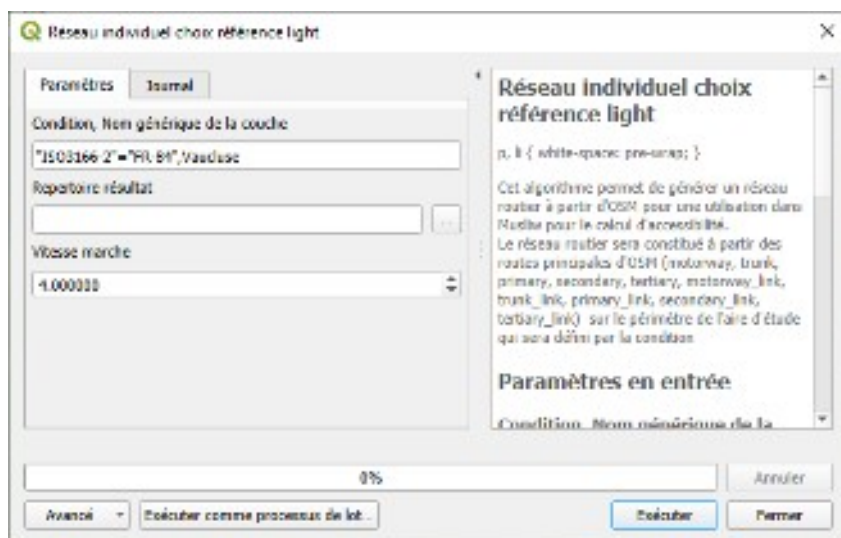 Réseau individuel choix référence light
Paramètres
Journal
Condition, Nom générique de la couche
"ISO3166-2"="FR-84",Vaucluse
Repertoire résultat
...
Vitesse marche
4.000000
Réseau individuel choix
référence light
p, li { white-space: pre-wrap; }
Cet algorithme permet de générer un réseau
routier à partir d'OSM pour une utilisation dans
Musliw pour le calcul d'accessibilité.
Le réseau routier sera constitué à partir des
routes principales d'OSM (motorway, trunk,
primary, secondary, tertiary, motorway_link,
trunk_link, primary_link, secondary_link,
tertiary_link) sur le périmètre de l'aire d'étude
qui sera défini par la condition
Paramètres en entrée
Condition, Nom générique de la
0%
Annuler
Avancé
Exécuter comme processus de lot...
Exécuter
Fermer